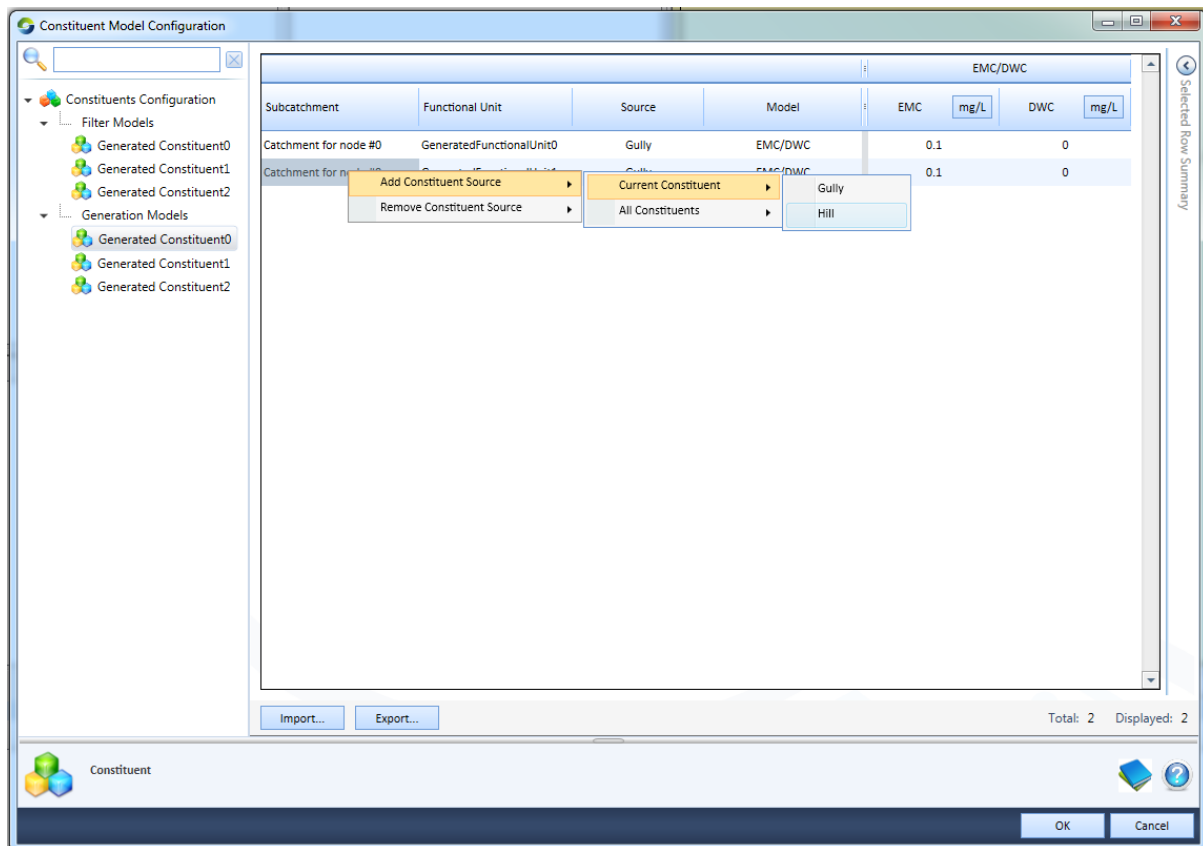 Constituent Model Configuration
EMC/DWC
Constituents Configuration
Subcatchment Functional Unit Source Model EMC mg/L DWC mg/L
Filter Models
Generated Constituent0
Catchment for node #0 GeneratedFunctionalUnit0 Gully EMC/DWC 0.1 0
Generated Constituent1
Catchment for 0.1 0
Generated Constituent2
Add Constituent Source Current Constituent Gully
Remove Constituent Source All Constituents Hill
Generation Models
Generated Constituent0
Generated Constituent1
Generated Constituent2
Selected Row Summary
Import... Export... Total: 2 Displayed: 2
Constituent
OK Cancel